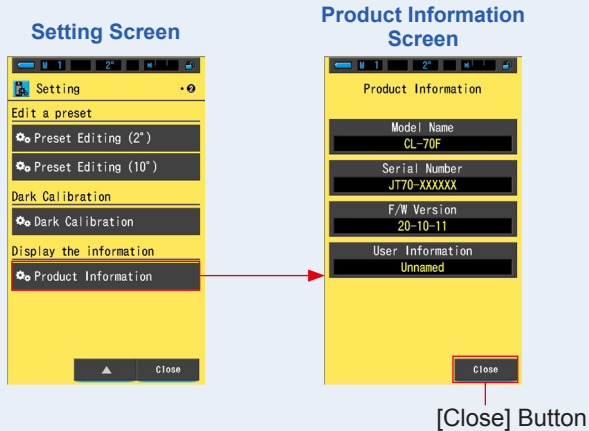 Setting Screen
M 1 2°
Setting
Edit a preset
Preset Editing (2°)
Preset Editing (10°)
Dark Calibration
Dark Calibration
Display the information
Product Information
▲ Close
Product Information
Screen
M 1 2°
Product Information
Model Name
CL-70F
Serial Number
JT70-XXXXXX
F/W Version
20-10-11
User Information
Unnamed
Close
[Close] Button